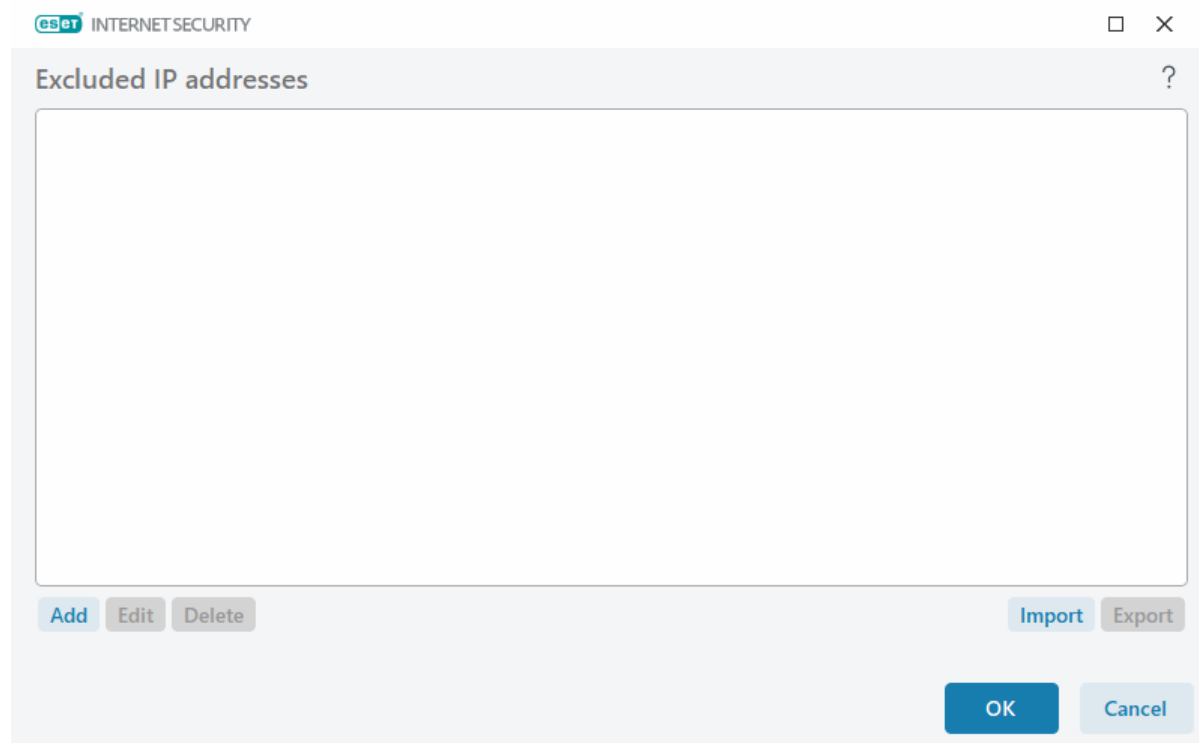 eset INTERNET SECURITY
Excluded IP addresses ?
Add Edit Delete Import Export
OK Cancel